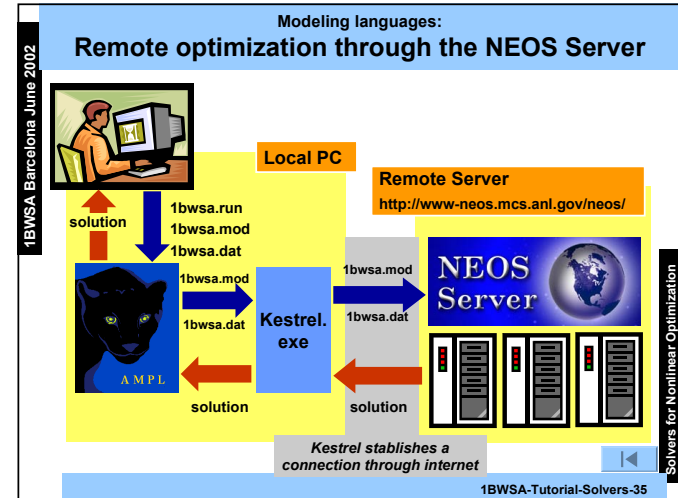 Modeling languages:
Remote optimization through the NEOS Server
1BWSA Barcelona June 2002
Local PC
Remote Server
http://www-neos.mcs.anl.gov/neos/
solution
1bwsa.run
1bwsa.mod
1bwsa.dat
1bwsa.mod
1bwsa.dat
Kestrel.
exe
1bwsa.mod
1bwsa.dat
NEOS
Server
AMPL
solution
solution
Kestrel stablishes a
connection through internet
Solvers for Nonlinear Optimization
1BWSA-Tutorial-Solvers-35